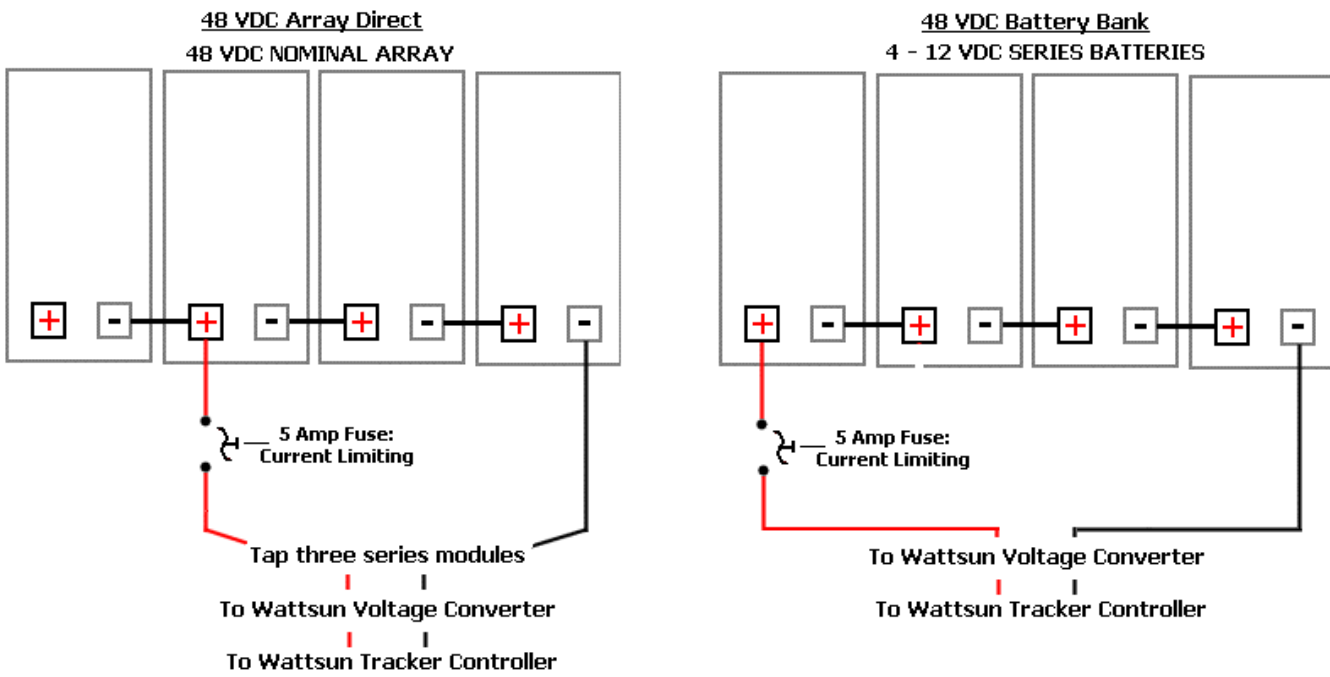 48 VDC Array Direct
48 VDC NOMINAL ARRAY
+ - + - + - + -
5 Amp Fuse:
Current Limiting
Tap three series modules
To Wattsun Voltage Converter
To Wattsun Tracker Controller
48 VDC Battery Bank
4 - 12 VDC SERIES BATTERIES
+ - + - + - + -
5 Amp Fuse:
Current Limiting
To Wattsun Voltage Converter
To Wattsun Tracker Controller